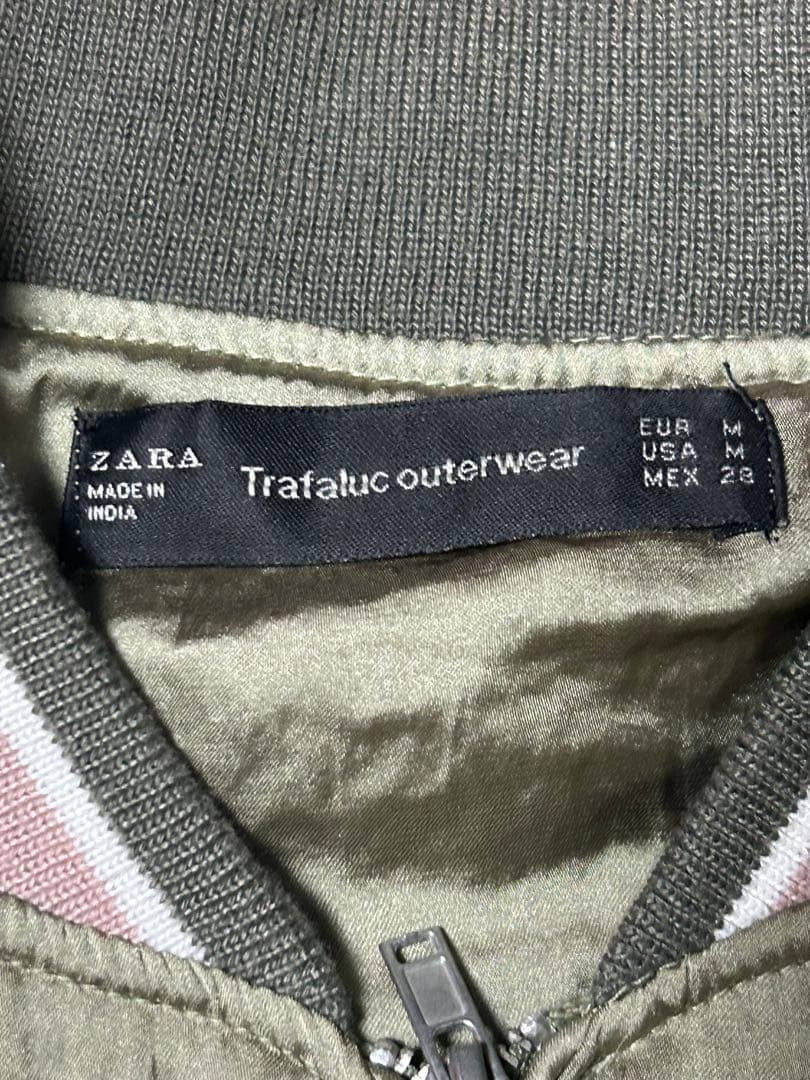 ZARA
MADE IN
INDIA
Trafaluc outerwear
EUR M
USA M
MEX 28